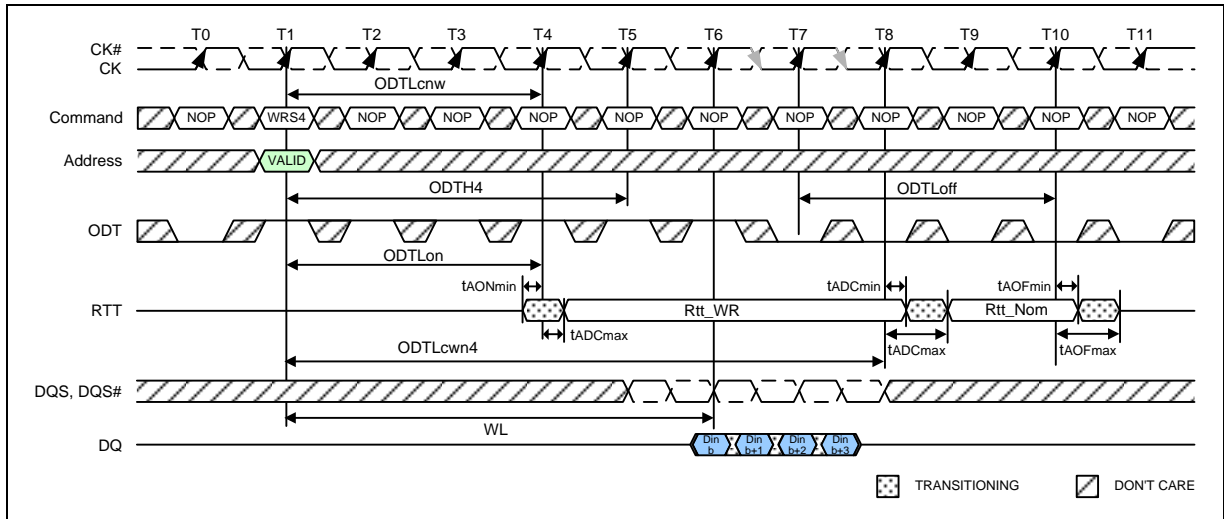 T0 T1 T2 T3 T4 T5 T6 T7 T8 T9 T10 T11
CK#
CK
ODTLcnw
Command NOP WRS4 NOP NOP NOP NOP NOP NOP NOP NOP NOP NOP
Address VALID
ODTH4 ODTLoff
ODT
ODTLon
tAONmin tADCmin tAOFmin
RTT Rtt_WR Rtt_Nom
tADCmax tADCmax tAOFmax
ODTLcwn4
DQS, DQS#
WL
DQ Din b Din b+1 Din b+2 Din b+3
TRANSITIONING DON'T CARE